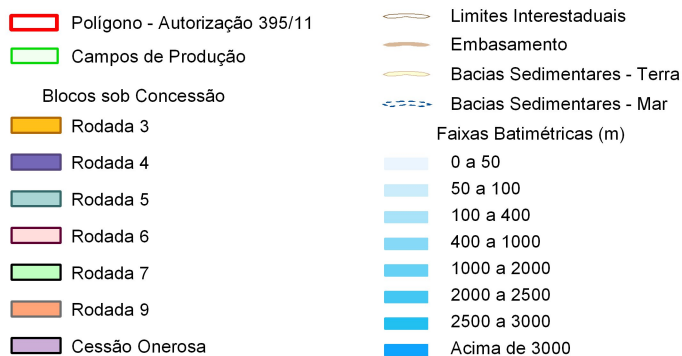 Polígono - Autorização 395/11
Campos de Produção
Blocos sob Concessão
Rodada 3
Rodada 4
Rodada 5
Rodada 6
Rodada 7
Rodada 9
Cessão Onerosa
Limites Interestaduais
Embasamento
Bacias Sedimentares - Terra
Bacias Sedimentares - Mar
Faixas Batimétricas (m)
0 a 50
50 a 100
100 a 400
400 a 1000
1000 a 2000
2000 a 2500
2500 a 3000
Acima de 3000